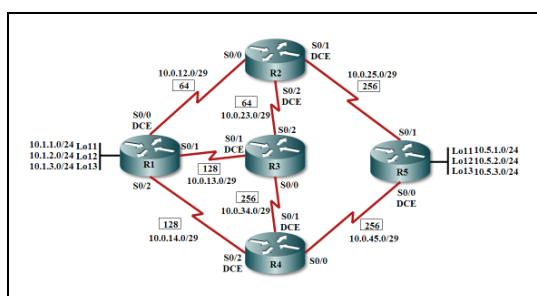 S0/0
S0/1
DCE
R2
10.0.12.0/29
64
10.0.25.0/29
256
S0/2
DCE
64
10.0.23.0/29
S0/0
DCE
S0/1
S0/1
DCE
S0/2
S0/1
10.1.1.0/24 Lo11
10.1.2.0/24 Lo12
10.1.3.0/24 Lo13
R1
R3
R5
Lo11 10.5.1.0/24
Lo12 10.5.2.0/24
Lo13 10.5.3.0/24
128
10.0.13.0/29
S0/2
S0/0
S0/0
DCE
256
10.0.34.0/29
128
10.0.14.0/29
S0/1
DCE
256
10.0.45.0/29
S0/2
DCE
R4
S0/0